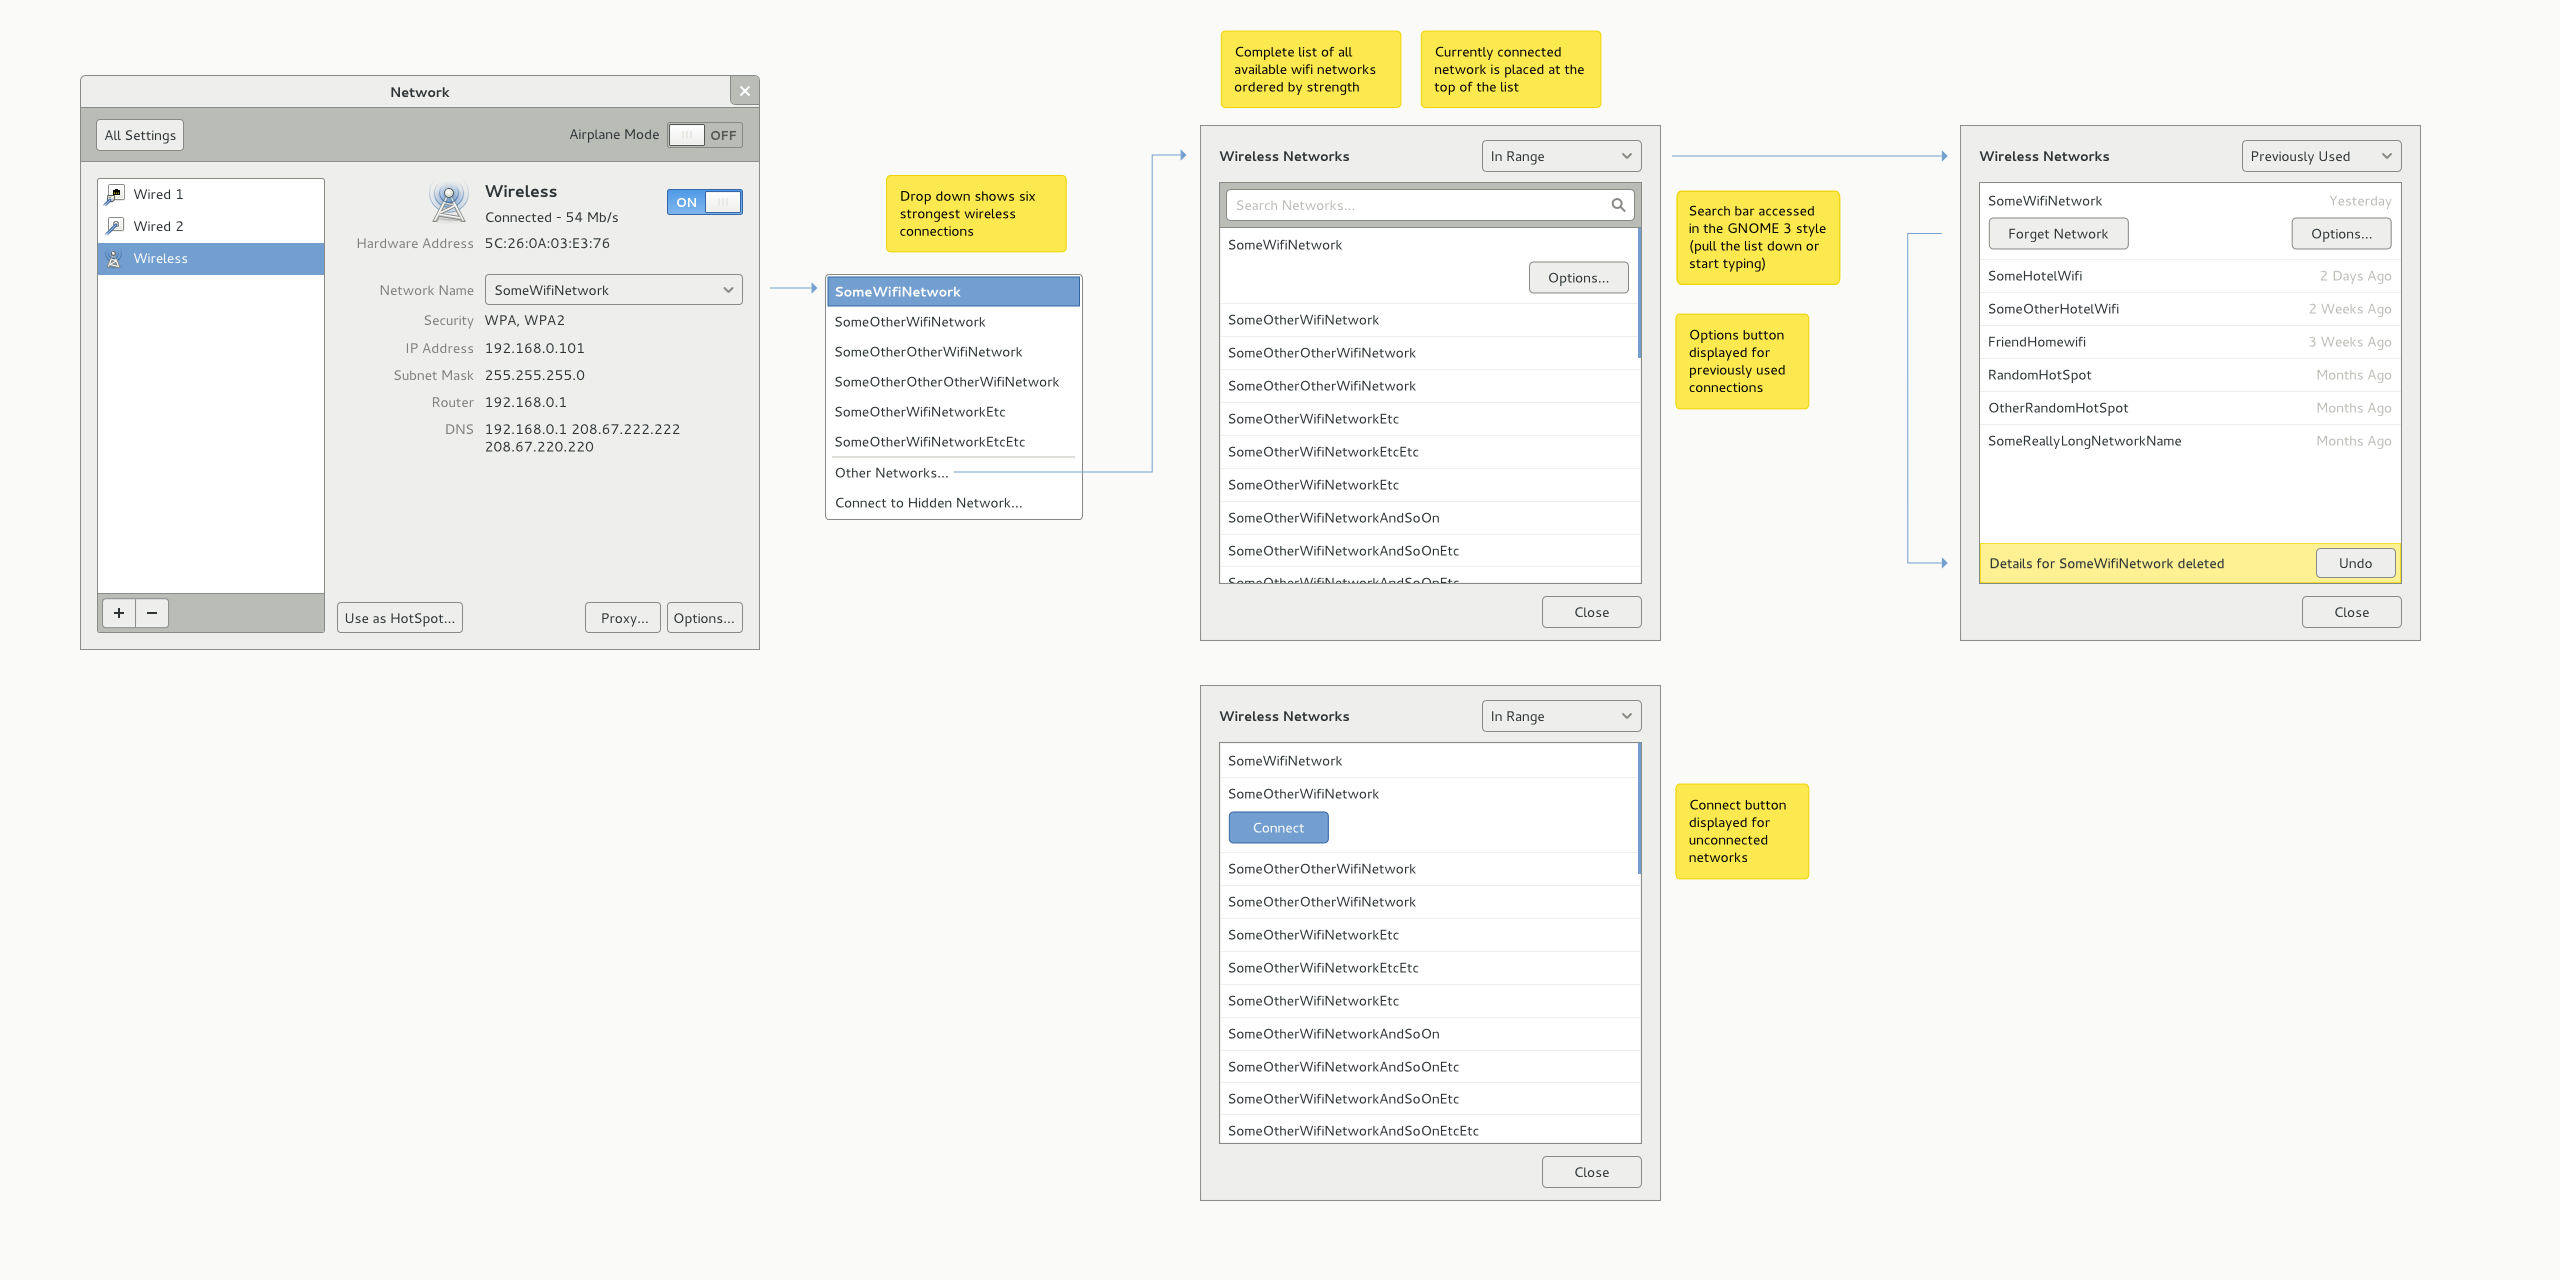 Network
All Settings
Airplane Mode
OFF
Wired 1
Wired 2
Wireless
Wireless
Connected - 54 Mb/s
ON
Hardware Address 5C:26:0A:03:E3:76
Network Name SomeWifiNetwork
Security WPA, WPA2
IP Address 192.168.0.101
Subnet Mask 255.255.255.0
Router 192.168.0.1
DNS 192.168.0.1 208.67.222.222
208.67.220.220
+ −
Use as HotSpot...
Proxy...
Options...
Drop down shows six
strongest wireless
connections
SomeWifiNetwork
SomeOtherWifiNetwork
SomeOtherOtherWifiNetwork
SomeOtherOtherOtherWifiNetwork
SomeOtherWifiNetworkEtc
SomeOtherWifiNetworkEtcEtc
Other Networks...
Connect to Hidden Network...
Complete list of all
available wifi networks
ordered by strength
Currently connected
network is placed at the
top of the list
Wireless Networks
In Range
Search Networks...
SomeWifiNetwork
Options...
SomeOtherWifiNetwork
SomeOtherOtherWifiNetwork
SomeOtherOtherWifiNetwork
SomeOtherWifiNetworkEtc
SomeOtherWifiNetworkEtcEtc
SomeOtherWifiNetworkEtc
SomeOtherWifiNetworkAndSoOn
SomeOtherWifiNetworkAndSoOnEtc
SomeOtherWifiNetworkAndSoOnEtc
Close
Search bar accessed
in the GNOME 3 style
(pull the list down or
start typing)
Options button
displayed for
previously used
connections
Wireless Networks
Previously Used
SomeWifiNetwork Yesterday
Forget Network
Options...
SomeHotelWifi 2 Days Ago
SomeOtherHotelWifi 2 Weeks Ago
FriendHomewifi 3 Weeks Ago
RandomHotSpot Months Ago
OtherRandomHotSpot Months Ago
SomeReallyLongNetworkName Months Ago
Details for SomeWifiNetwork deleted
Undo
Close
Wireless Networks
In Range
SomeWifiNetwork
SomeOtherWifiNetwork
Connect
SomeOtherOtherWifiNetwork
SomeOtherOtherWifiNetwork
SomeOtherWifiNetworkEtc
SomeOtherWifiNetworkEtcEtc
SomeOtherWifiNetworkEtc
SomeOtherWifiNetworkAndSoOn
SomeOtherWifiNetworkAndSoOnEtc
SomeOtherWifiNetworkAndSoOnEtc
SomeOtherWifiNetworkAndSoOnEtcEtc
Close
Connect button
displayed for
unconnected
networks